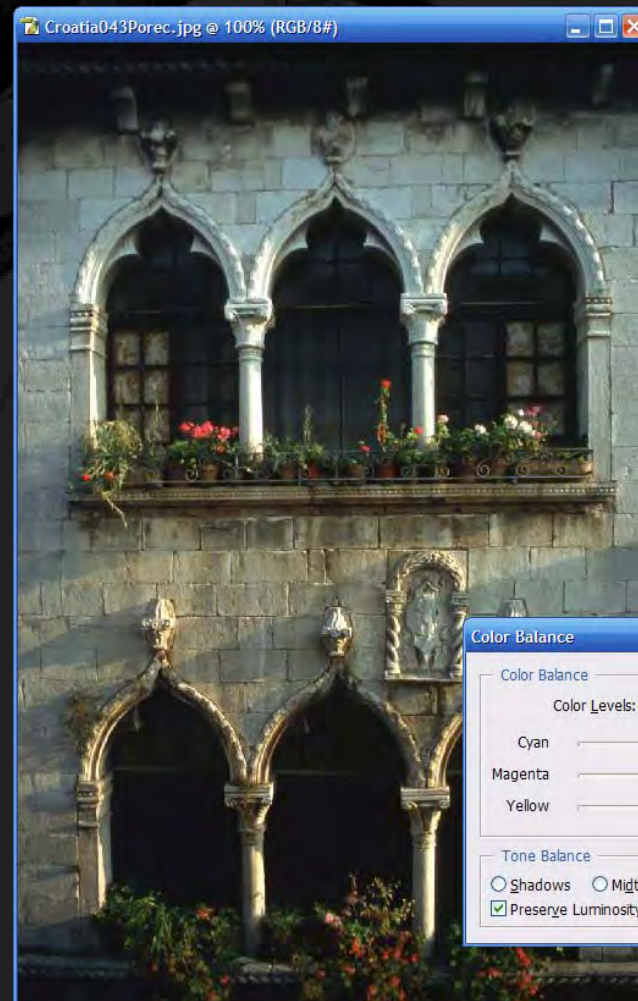 Croatia043Porec.jpg @ 100% (RGB/8#)
Color Balance
Color Balance
Color Levels:
Cyan
Magenta
Yellow
Tone Balance
Shadows
Preserve Luminosity